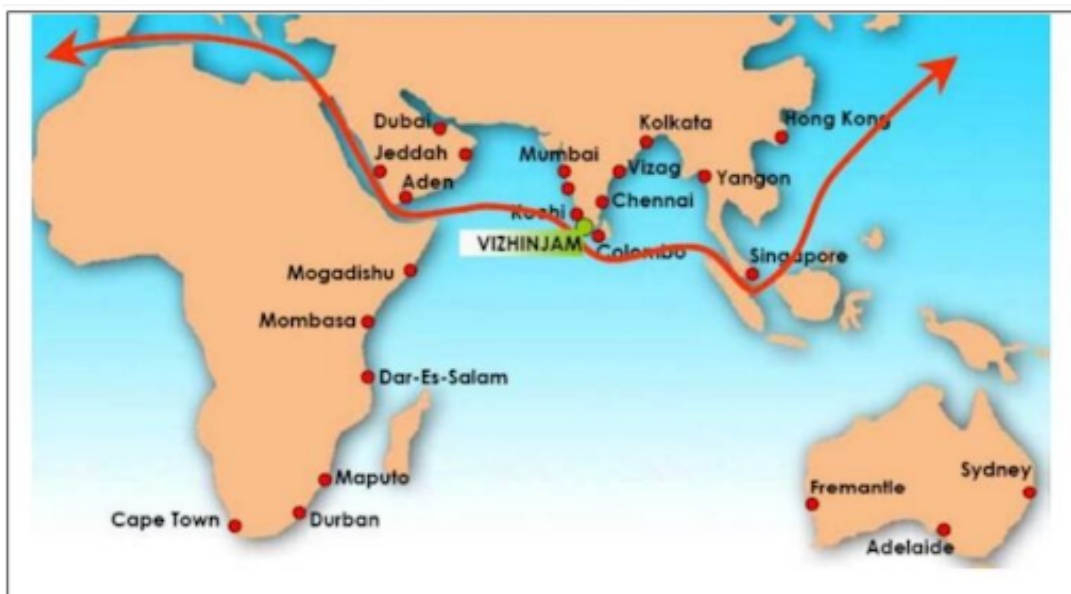 Dubai
Kolkata
Hong Kong
Jeddah
Mumbai
Vizag
Yangon
Aden
Chennai
Kochi
VIZHINJAM
Colombo
Singapore
Mogadishu
Mombasa
Dar-Es-Salam
Maputo
Sydney
Fremantle
Cape Town
Durban
Adelaide